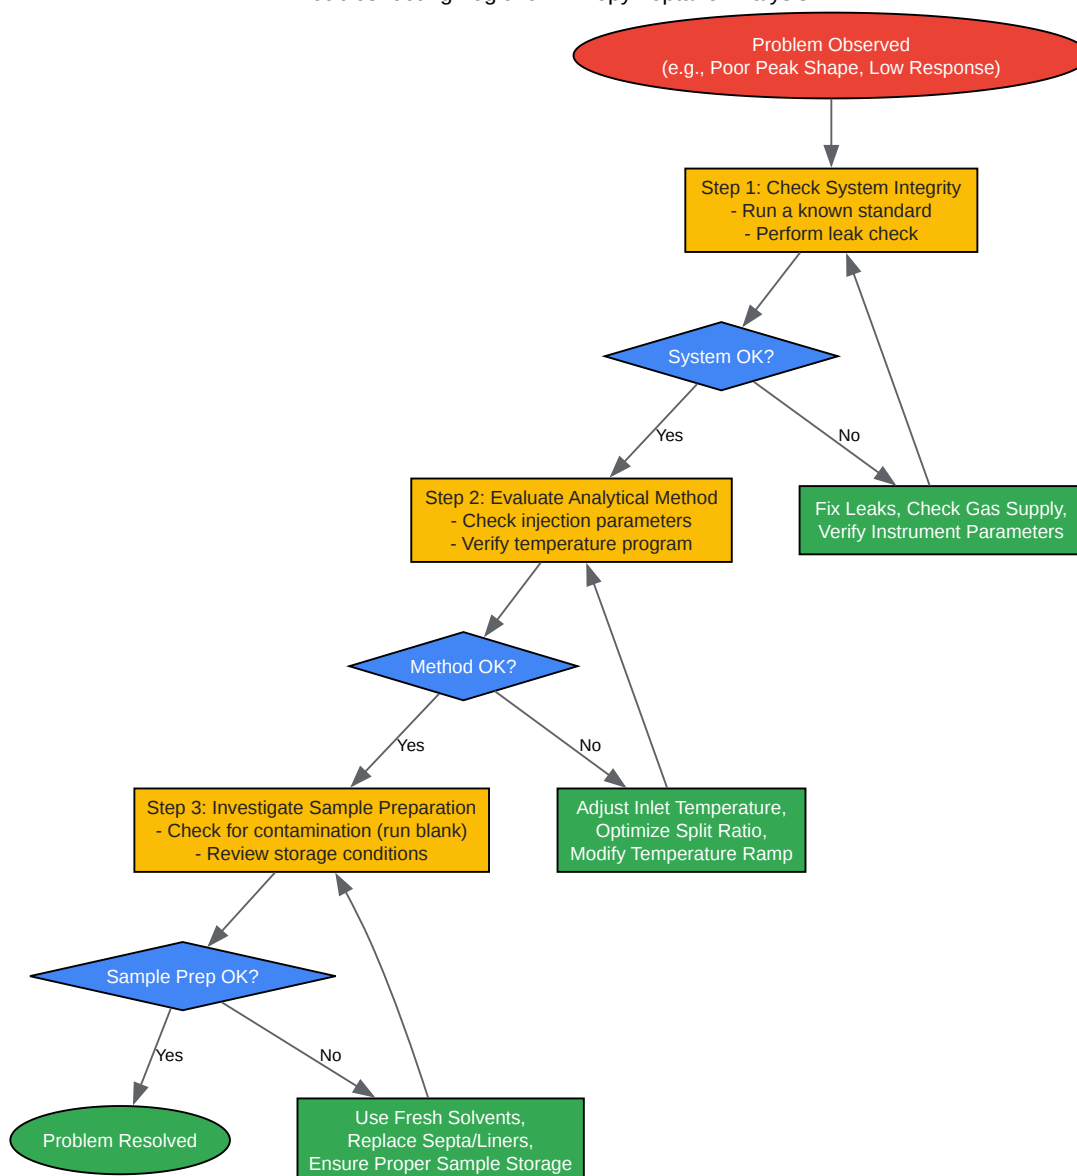 Problem Observed
(e.g., Poor Peak Shape, Low Response)
Step 1: Check System Integrity
- Run a known standard
- Perform leak check
System OK?
Yes
No
Step 2: Evaluate Analytical Method
- Check injection parameters
- Verify temperature program
Fix Leaks, Check Gas Supply,
Verify Instrument Parameters
Method OK?
Yes
No
Step 3: Investigate Sample Preparation
- Check for contamination (run blank)
- Review storage conditions
Adjust Inlet Temperature,
Optimize Split Ratio,
Modify Temperature Ramp
Sample Prep OK?
Yes
No
Problem Resolved
Use Fresh Solvents,
Replace Septa/Liners,
Ensure Proper Sample Storage